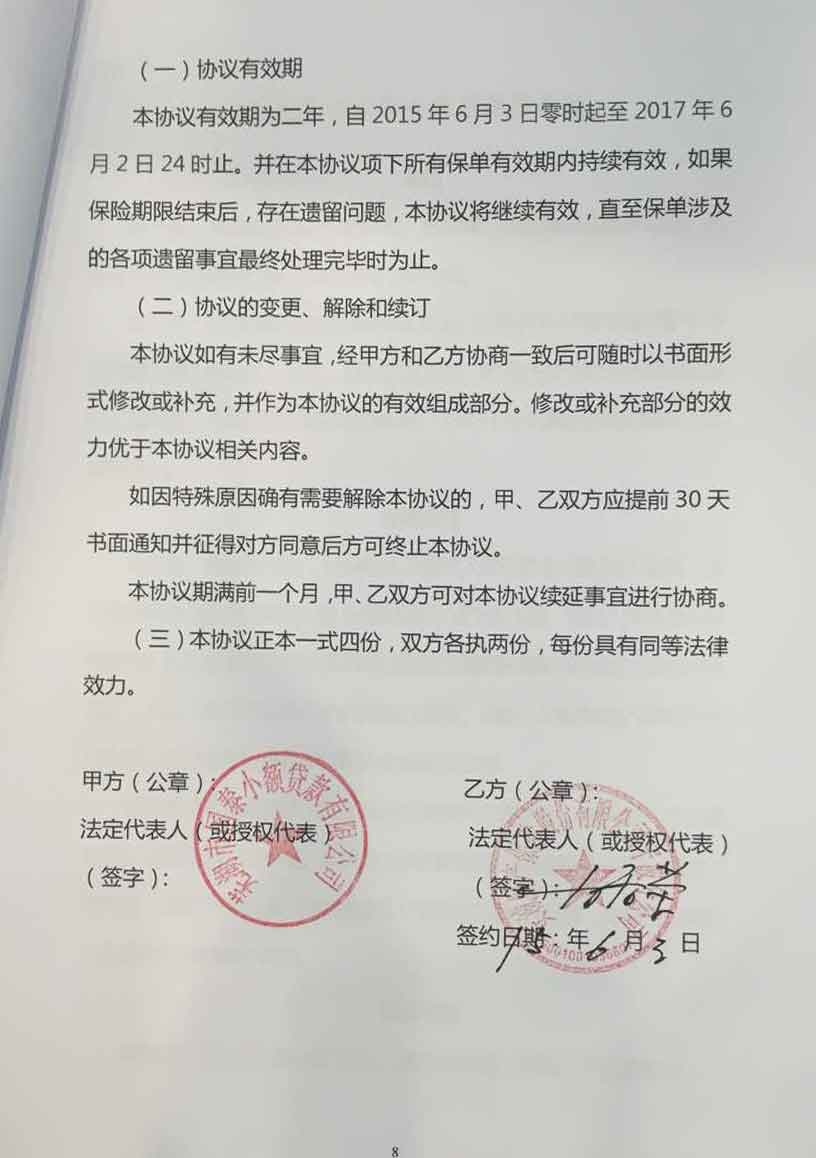 （一）协议有效期
本协议有效期为二年，自 2015 年 6 月 3 日零时起至 2017 年 6
月 2 日 24 时止。并在本协议项下所有保单有效期内持续有效，如果
保险期限结束后，存在遗留问题，本协议将继续有效，直至保单涉及
的各项遗留事宜最终处理完毕时为止。
（二）协议的变更、解除和续订
本协议如有未尽事宜，经甲方和乙方协商一致后可随时以书面形
式修改或补充，并作为本协议的有效组成部分。修改或补充部分的效
力优于本协议相关内容。
如因特殊原因确有需要解除本协议的，甲、乙双方应提前 30 天
书面通知并征得对方同意后方可终止本协议。
本协议期满前一个月，甲、乙双方可对本协议续延事宜进行协商。
（三）本协议正本一式四份，双方各执两份，每份具有同等法律
效力。
甲方（公章）：
法定代表人（或授权代表）
（签字）：
芜湖市国泰小额贷款有限公司
乙方（公章）：
法定代表人（或授权代表）
（签字）：
签约日期：15 年 6 月 3 日
8